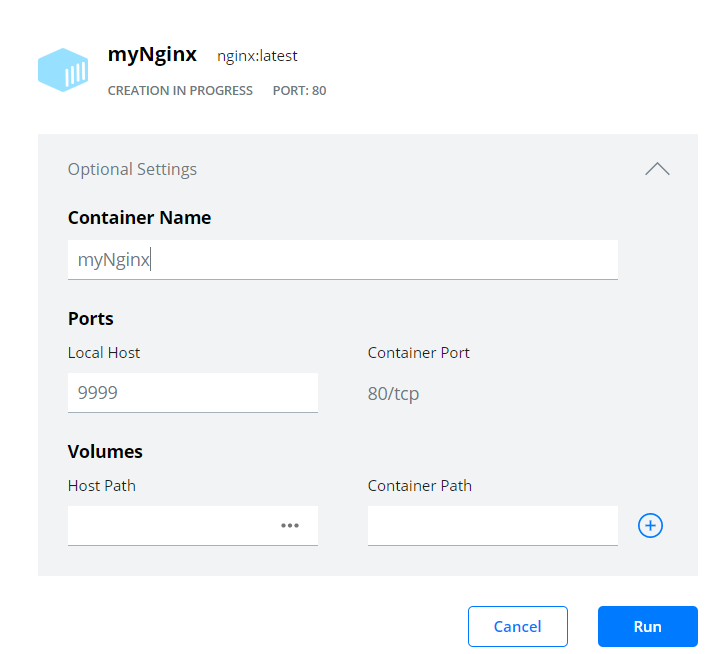 myNginx nginx:latest
CREATION IN PROGRESS PORT: 80
Optional Settings
Container Name
myNginx
Ports
Local Host Container Port
9999 80/tcp
Volumes
Host Path Container Path
Cancel Run